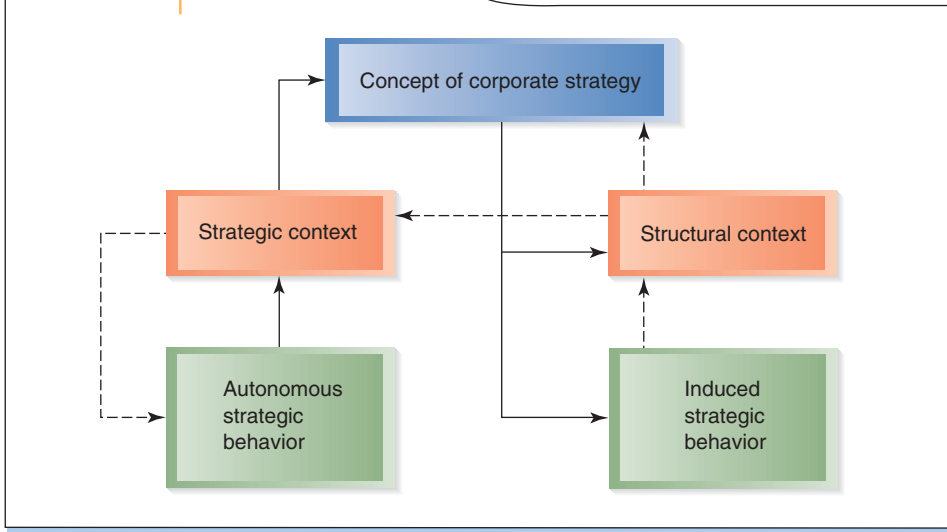 Concept of corporate strategy
Strategic context
Structural context
Autonomous
strategic
behavior
Induced
strategic
behavior